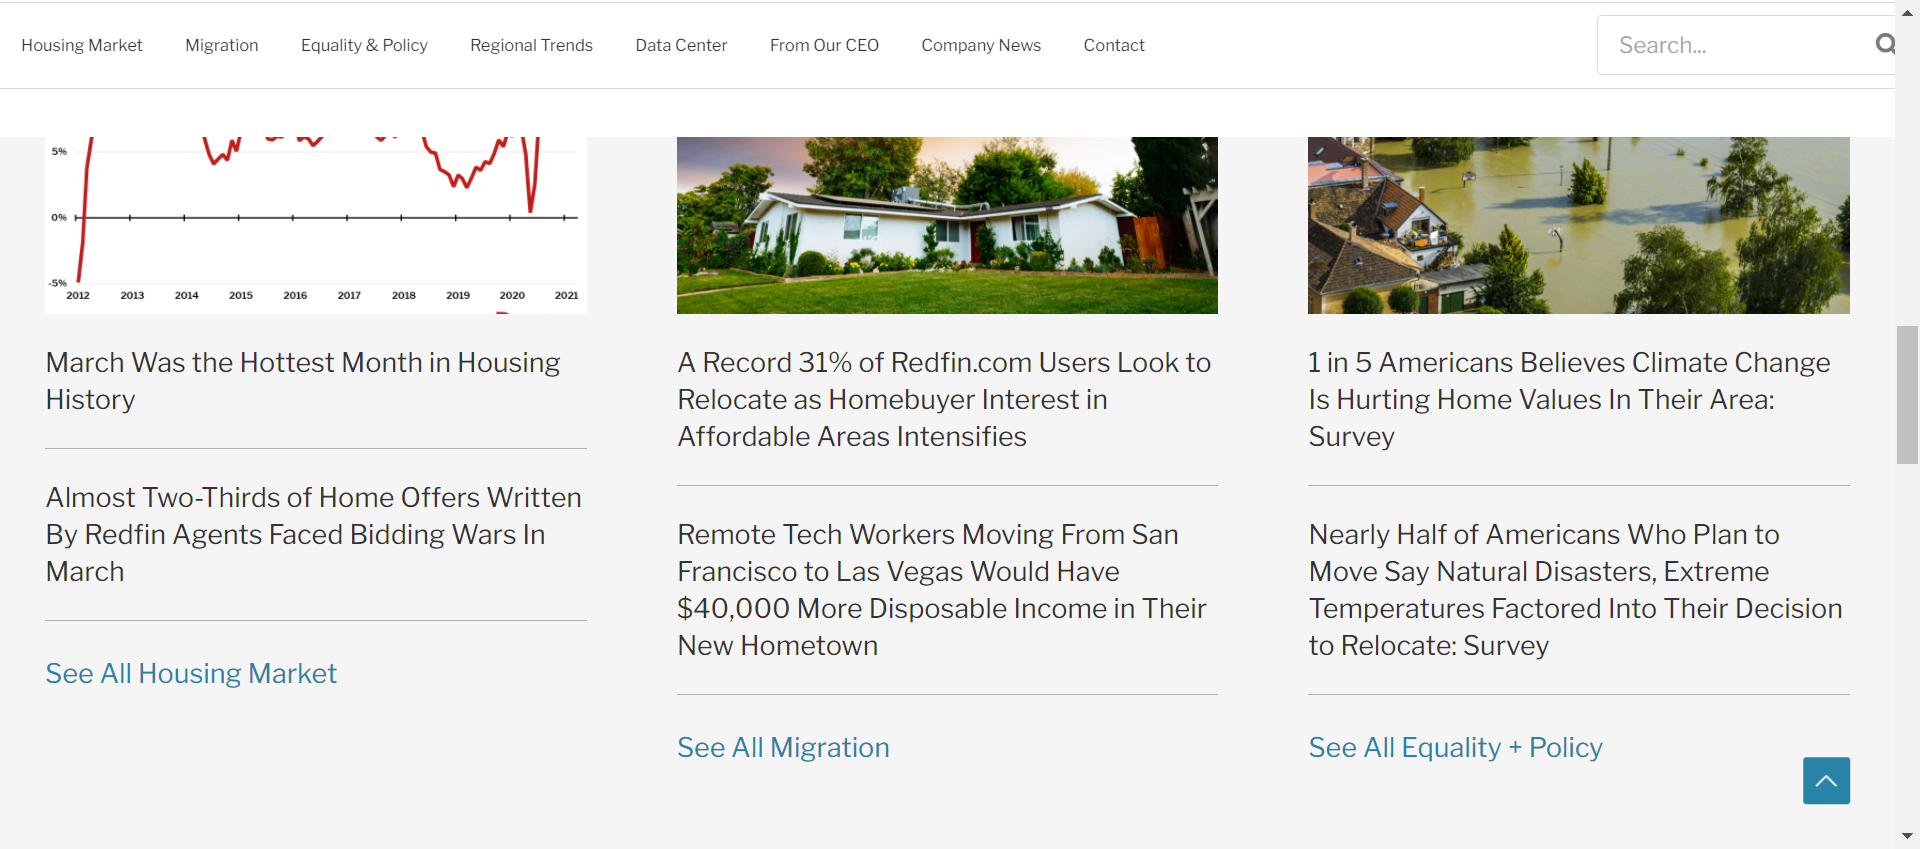 Housing Market Migration Equality & Policy Regional Trends Data Center From Our CEO Company News Contact Search...
5%
0%
-5%
2012 2013 2014 2015 2016 2017 2018 2019 2020 2021
March Was the Hottest Month in Housing
History
Almost Two-Thirds of Home Offers Written
By Redfin Agents Faced Bidding Wars In
March
See All Housing Market
A Record 31% of Redfin.com Users Look to
Relocate as Homebuyer Interest in
Affordable Areas Intensifies
Remote Tech Workers Moving From San
Francisco to Las Vegas Would Have
$40,000 More Disposable Income in Their
New Hometown
See All Migration
1 in 5 Americans Believes Climate Change
Is Hurting Home Values In Their Area:
Survey
Nearly Half of Americans Who Plan to
Move Say Natural Disasters, Extreme
Temperatures Factored Into Their Decision
to Relocate: Survey
See All Equality + Policy